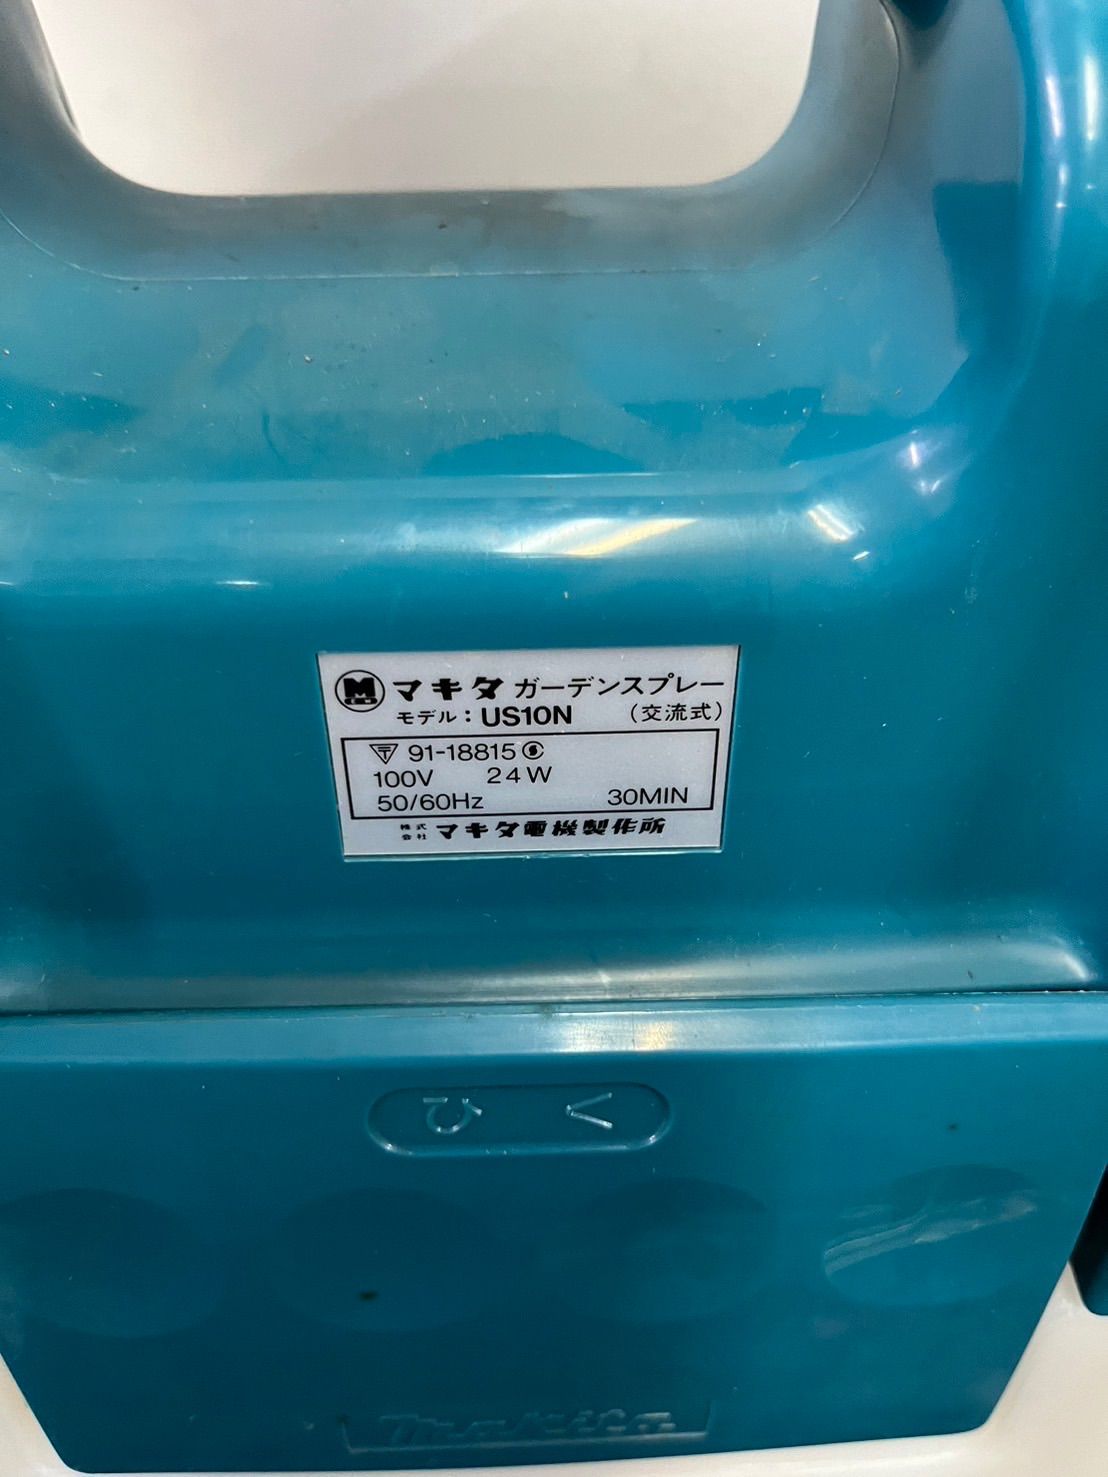 M マキタ ガーデンスプレー
モデル：US10N （交流式）
〒 91-18815 S
100V 24W
50/60Hz 30MIN
株式会社 マキタ電機製作所
makita